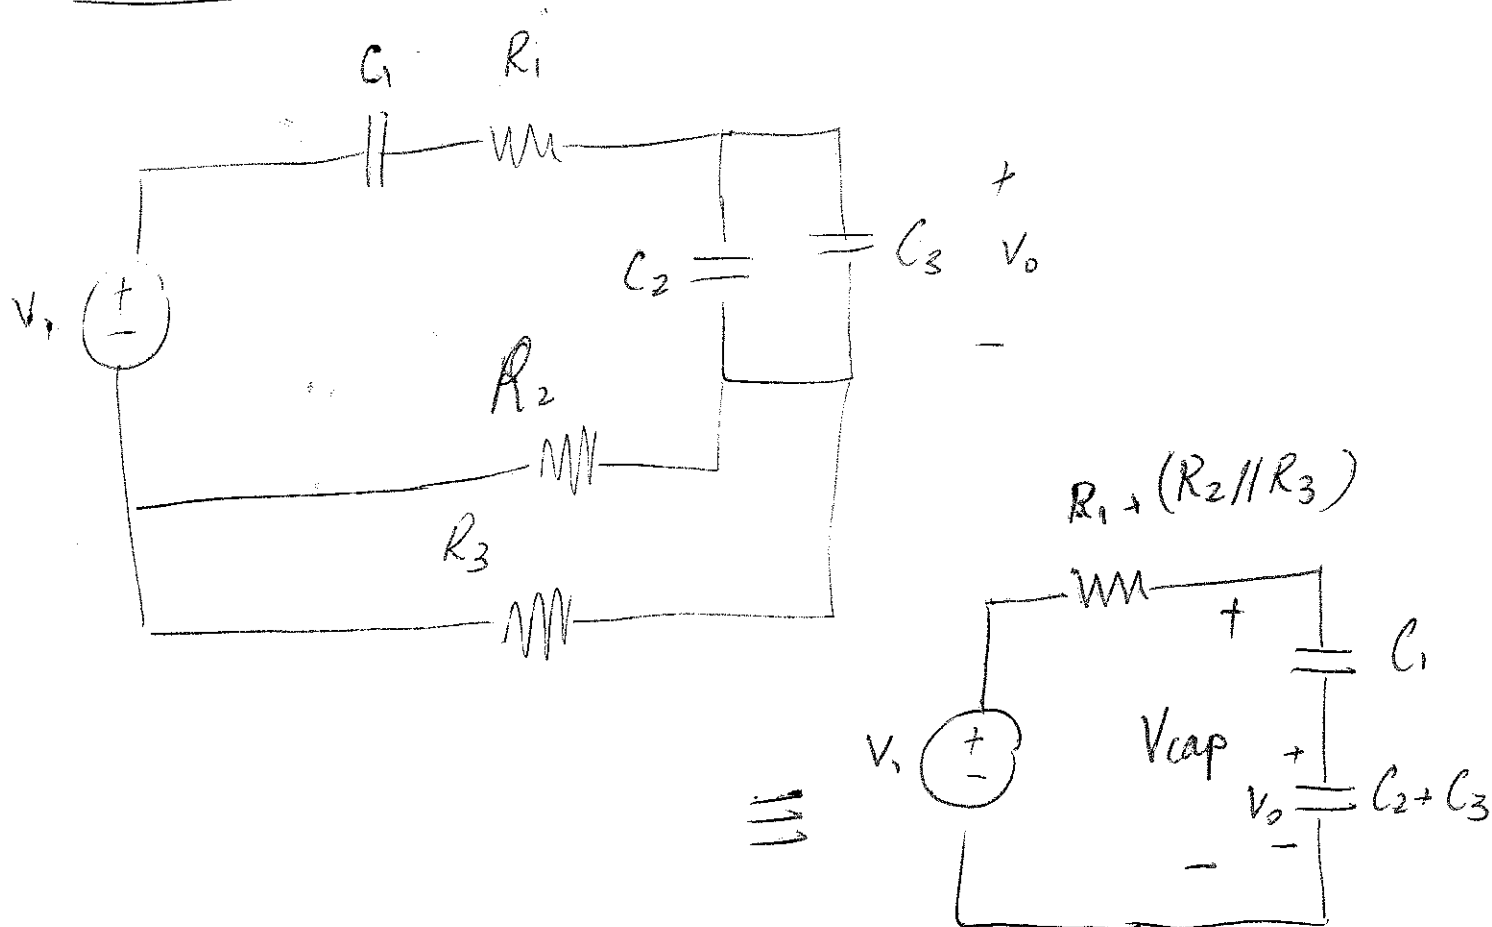 C₁ R₁
+
C₂ C₃ V₀
+
V₁
-
-
R₂
R₃
R₁ + (R₂//R₃)
+
C₁
V₁ + Vcap +
- V₀ C₂+C₃
- -
≡